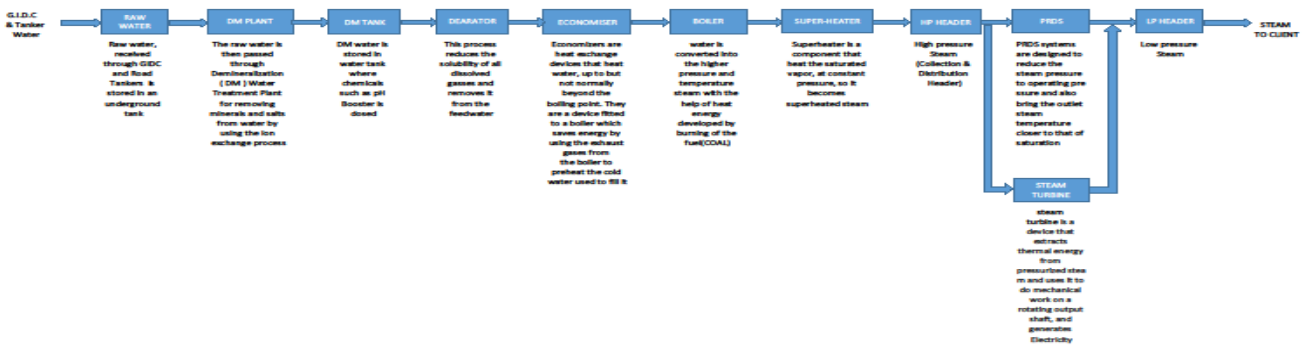 G.I.D.C
& Tanker
Water
RAW
WATER
Raw water,
received
through GIDC
and Road
Tankers is
stored in an
underground
tank
DM PLANT
The raw water is
then passed
through
Demineralization
( DM ) Water
Treatment Plant
for removing
minerals and salts
from water by
using the ion
exchange process
DM TANK
DM water is
stored in
water tank
where
chemicals
such as pH
Booster is
dosed
DEARATOR
This process
reduces the
solubility of all
dissolved
gasses and
removes it
from the
feedwater
ECONOMISER
Economizers are
heat exchange
devices that heat
water, up to but
not normally
beyond the
boiling point. They
are a device fitted
to a boiler which
saves energy by
using the exhaust
gases from
the boiler to
preheat the cold
water used to fill it
BOILER
water is
converted into
the higher
pressure and
temperature
steam with the
help of heat
energy
developed by
burning of the
fuel(COAL)
SUPER-HEATER
Superheater is a
component that
heat the saturated
vapor, at constant
pressure, so it
becomes
superheated steam
HP HEADER
High pressure
Steam
(Collection &
Distribution
Header)
PRDS
PRDS systems
are designed to
reduce the
steam pressure
to operating pre
ssure and also
bring the outlet
steam
temperature
closer to that of
saturation
STEAM
TURBINE
steam
turbine is a
device that
extracts
thermal energy
from
pressurized stea
m and uses it to
do mechanical
work on a
rotating output
shaft, and
generates
Electricity
LP HEADER
Low pressure
Steam
STEAM
TO CLIENT